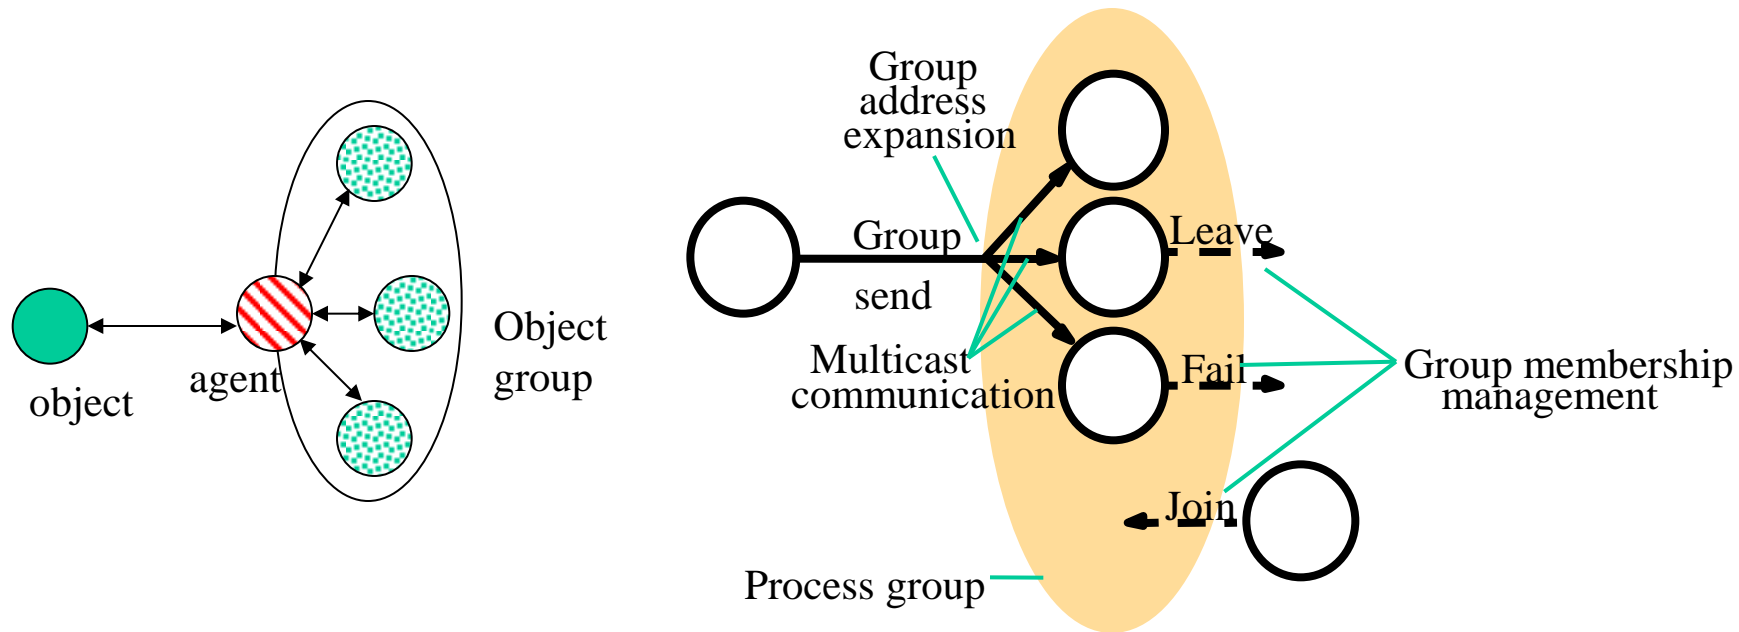 object
agent
Object
group
Group
address
expansion
Group
send
Multicast
communication
Leave
Fail
Join
Group membership
management
Process group